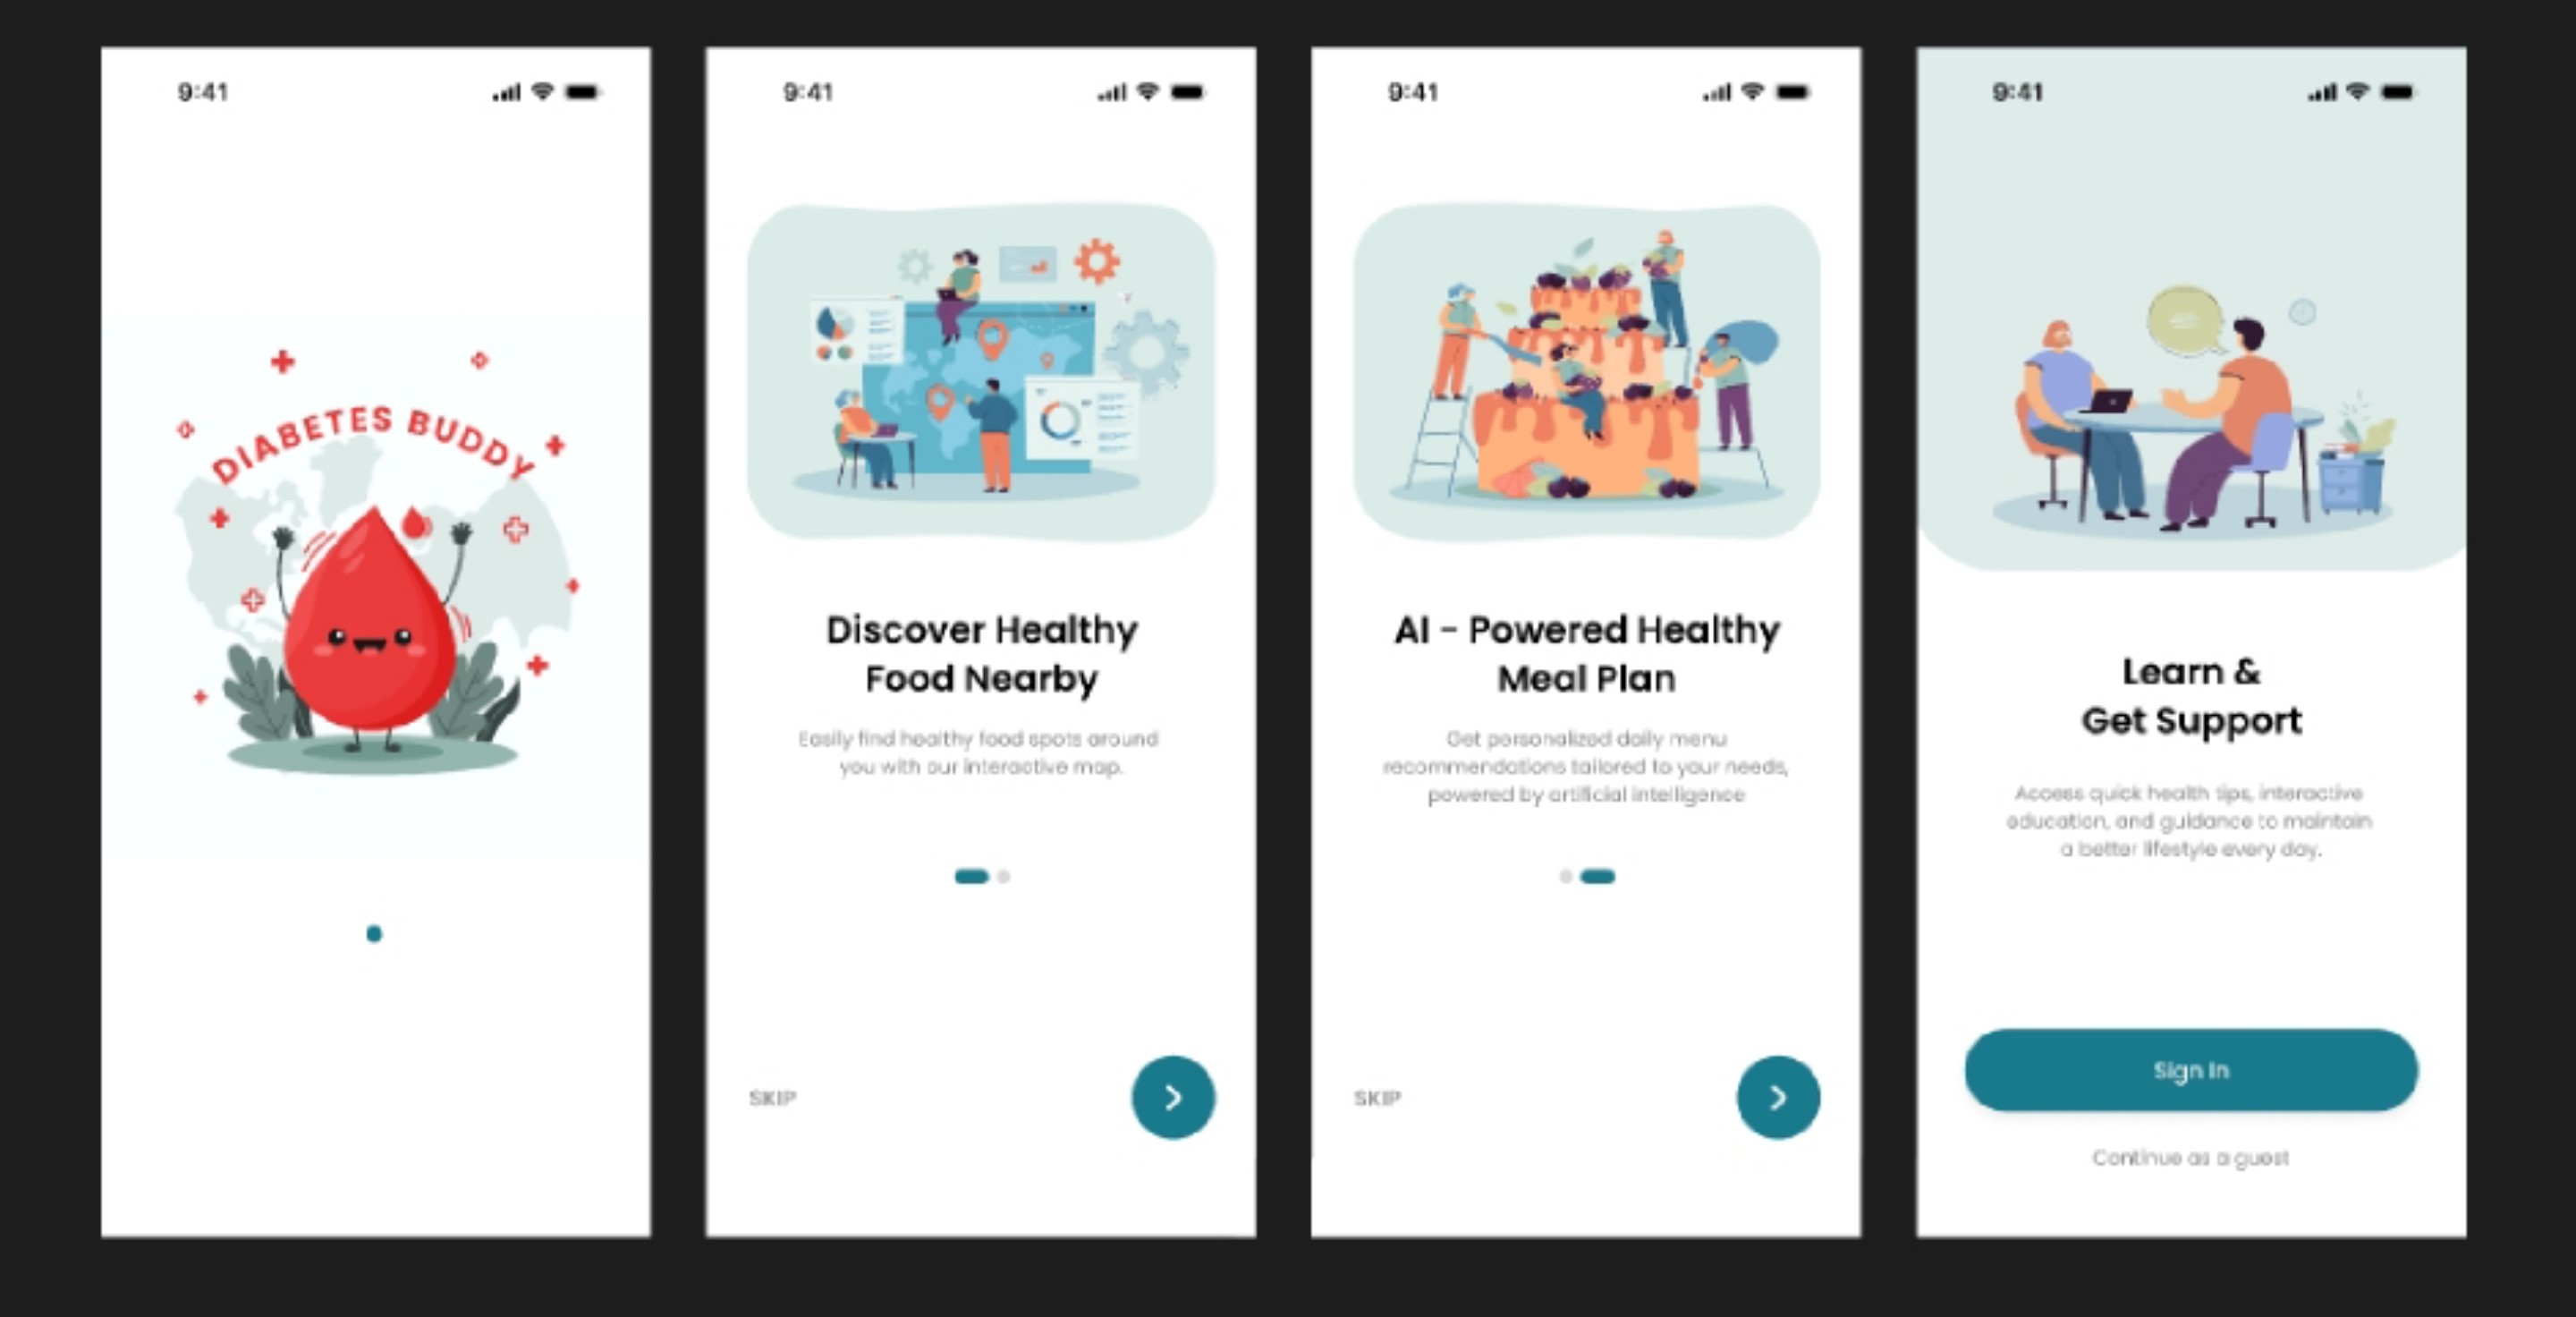 9:41
DIABETES BUDDY
9:41
Discover Healthy
Food Nearby
Easily find healthy food spots around
you with our interactive map.
SKIP
9:41
AI - Powered Healthy
Meal Plan
Get personalized daily menu
recommendations tailored to your needs,
powered by artificial intelligence
SKIP
9:41
Learn &
Get Support
Access quick health tips, interactive
education, and guidance to maintain
a better lifestyle every day.
Sign In
Continue as a guest